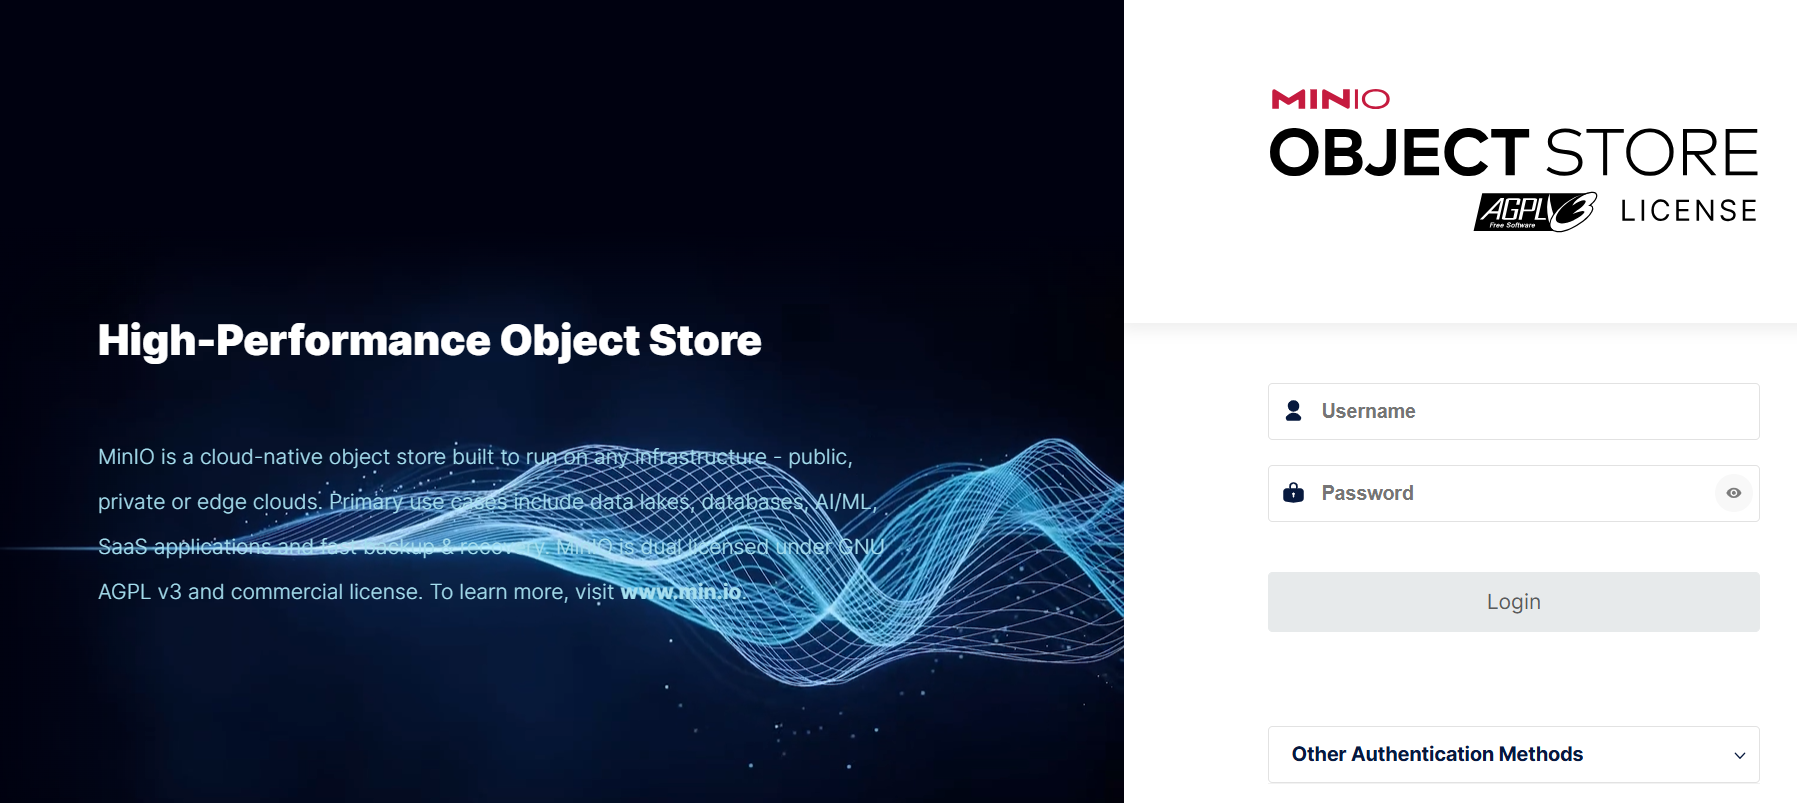 High-Performance Object Store
MinIO is a cloud-native object store built to run on any infrastructure - public,
private or edge clouds. Primary use cases include data lakes, databases, AI/ML,
SaaS applications and fast backup & recovery. MinIO is dual licensed under GNU
AGPL v3 and commercial license. To learn more, visit www.min.io.
MINIO
OBJECT STORE
AGPLv3 LICENSE
Free Software
Username
Password
Login
Other Authentication Methods